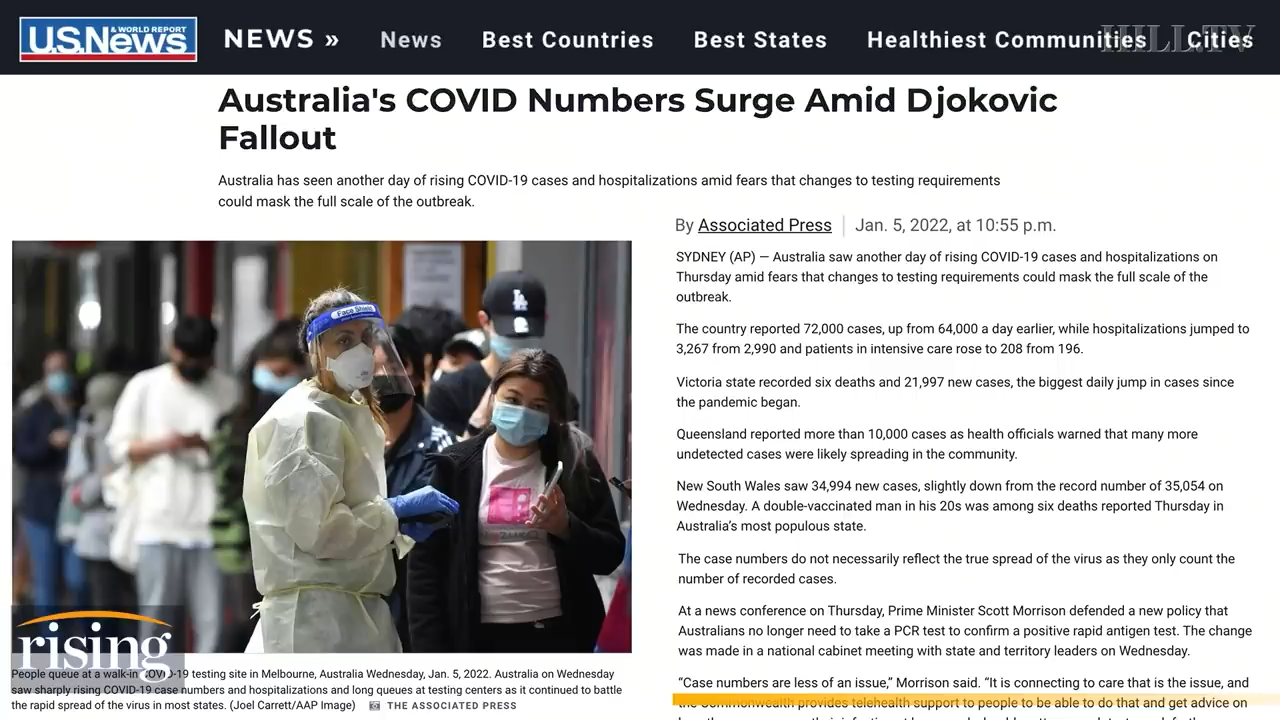 U.S.News
& WORLD REPORT
NEWS » News Best Countries Best States Healthiest Communities Cities
HILL.TV
Australia's COVID Numbers Surge Amid Djokovic
Fallout
Australia has seen another day of rising COVID-19 cases and hospitalizations amid fears that changes to testing requirements
could mask the full scale of the outbreak.
By Associated Press Jan. 5, 2022, at 10:55 p.m.
SYDNEY (AP) — Australia saw another day of rising COVID-19 cases and hospitalizations on
Thursday amid fears that changes to testing requirements could mask the full scale of the
outbreak.
The country reported 72,000 cases, up from 64,000 a day earlier, while hospitalizations jumped to
3,267 from 2,990 and patients in intensive care rose to 208 from 196.
Victoria state recorded six deaths and 21,997 new cases, the biggest daily jump in cases since
the pandemic began.
Queensland reported more than 10,000 cases as health officials warned that many more
undetected cases were likely spreading in the community.
New South Wales saw 34,994 new cases, slightly down from the record number of 35,054 on
Wednesday. A double-vaccinated man in his 20s was among six deaths reported Thursday in
Australia's most populous state.
The case numbers do not necessarily reflect the true spread of the virus as they only count the
number of recorded cases.
At a news conference on Thursday, Prime Minister Scott Morrison defended a new policy that
Australians no longer need to take a PCR test to confirm a positive rapid antigen test. The change
was made in a national cabinet meeting with state and territory leaders on Wednesday.
“Case numbers are less of an issue,” Morrison said. “It is connecting to care that is the issue, and
the Commonwealth provides telehealth support to people to be able to do that and get advice on
Face Shield
LA
rising
People queue at a walk-in COVID-19 testing site in Melbourne, Australia Wednesday, Jan. 5, 2022. Australia on Wednesday
saw sharply rising COVID-19 case numbers and hospitalizations and long queues at testing centers as it continued to battle
the rapid spread of the virus in most states. (Joel Carrett/AAP Image) THE ASSOCIATED PRESS